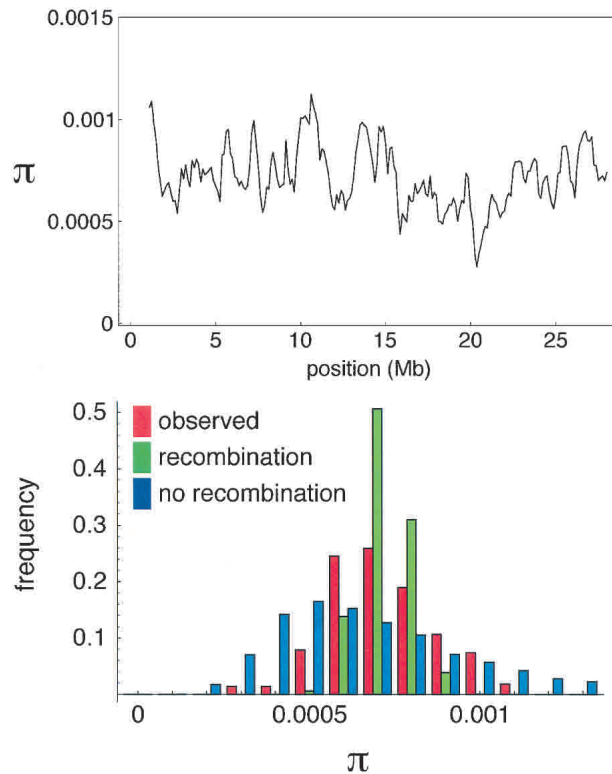 0.0015
0.001
π
0.0005
0
0 5 10 15 20 25
position (Mb)
0.5
observed
0.4
recombination
no recombination
frequency
0.3
0.2
0.1
0 0.0005 0.001
π